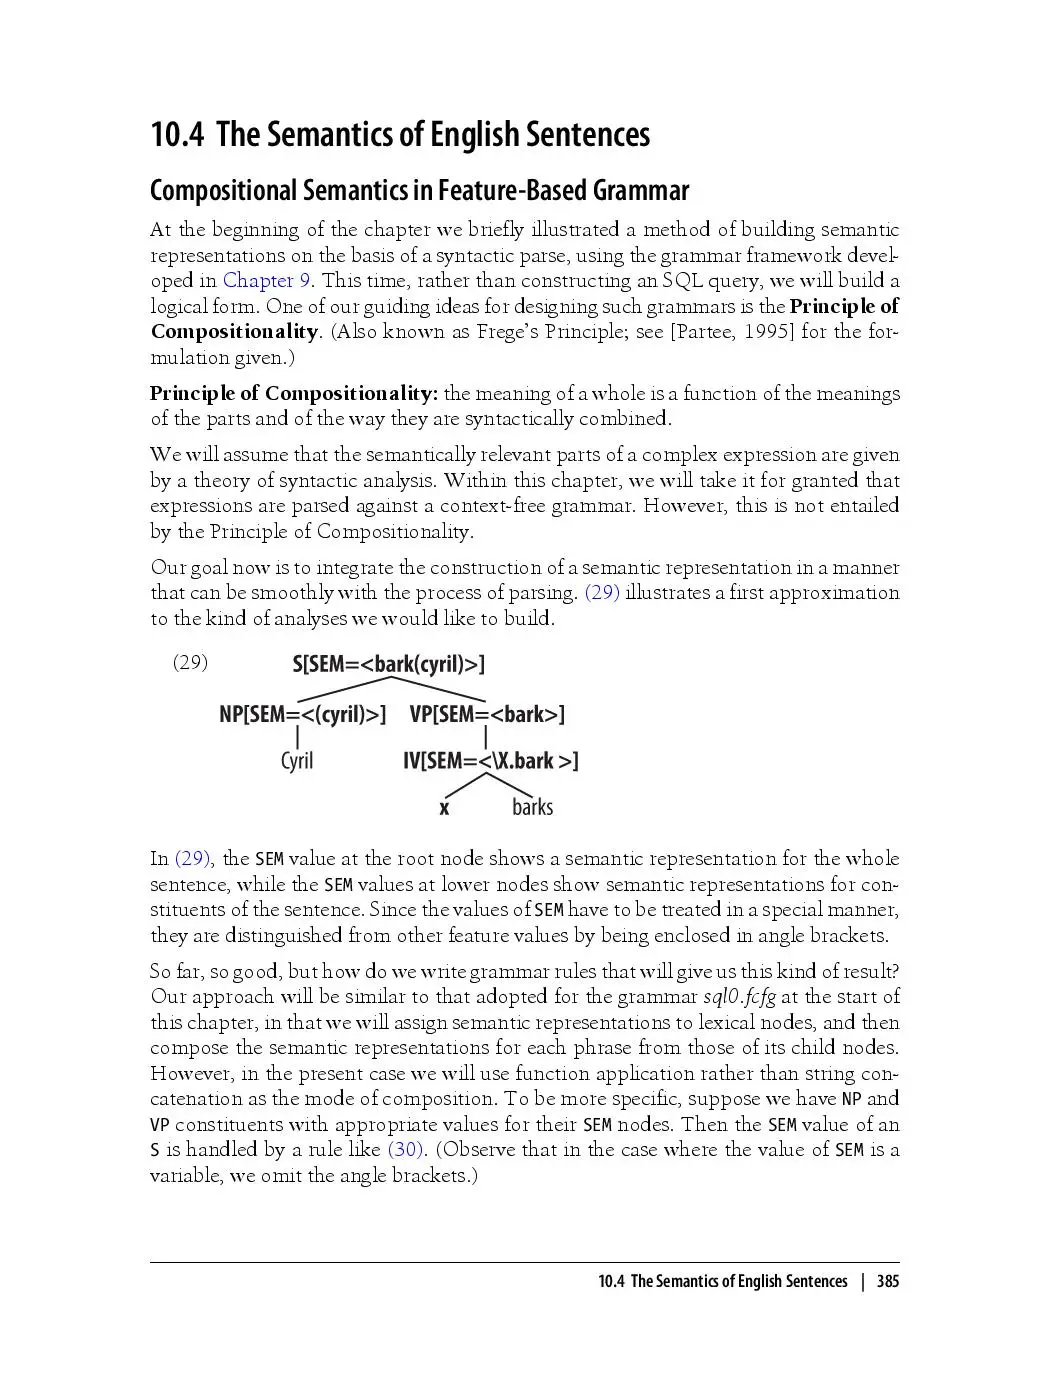 10.4 The Semantics of English Sentences
Compositional Semantics in Feature-Based Grammar
At the beginning of the chapter we briefly illustrated a method of building semantic
representations on the basis of a syntactic parse, using the grammar framework devel-
oped in Chapter 9. This time, rather than constructing an SQL query, we will build a
logical form. One of our guiding ideas for designing such grammars is the Principle of
Compositionality. (Also known as Frege's Principle; see [Partee, 1995] for the for-
mulation given.)
Principle of Compositionality: the meaning of a whole is a function of the meanings
of the parts and of the way they are syntactically combined.
We will assume that the semantically relevant parts of a complex expression are given
by a theory of syntactic analysis. Within this chapter, we will take it for granted that
expressions are parsed against a context-free grammar. However, this is not entailed
by the Principle of Compositionality.
Our goal now is to integrate the construction of a semantic representation in a manner
that can be smoothly with the process of parsing. (29) illustrates a first approximation
to the kind of analyses we would like to build.
(29) S[SEM=<bark(cyril)>]
NP[SEM=<(cyril)>] VP[SEM=<bark>]
Cyril IV[SEM=<\X.bark >]
x barks
In (29), the SEM value at the root node shows a semantic representation for the whole
sentence, while the SEM values at lower nodes show semantic representations for con-
stituents of the sentence. Since the values of SEM have to be treated in a special manner,
they are distinguished from other feature values by being enclosed in angle brackets.
So far, so good, but how do we write grammar rules that will give us this kind of result?
Our approach will be similar to that adopted for the grammar sql0.fcfg at the start of
this chapter, in that we will assign semantic representations to lexical nodes, and then
compose the semantic representations for each phrase from those of its child nodes.
However, in the present case we will use function application rather than string con-
catenation as the mode of composition. To be more specific, suppose we have NP and
VP constituents with appropriate values for their SEM nodes. Then the SEM value of an
S is handled by a rule like (30). (Observe that in the case where the value of SEM is a
variable, we omit the angle brackets.)
10.4 The Semantics of English Sentences | 385